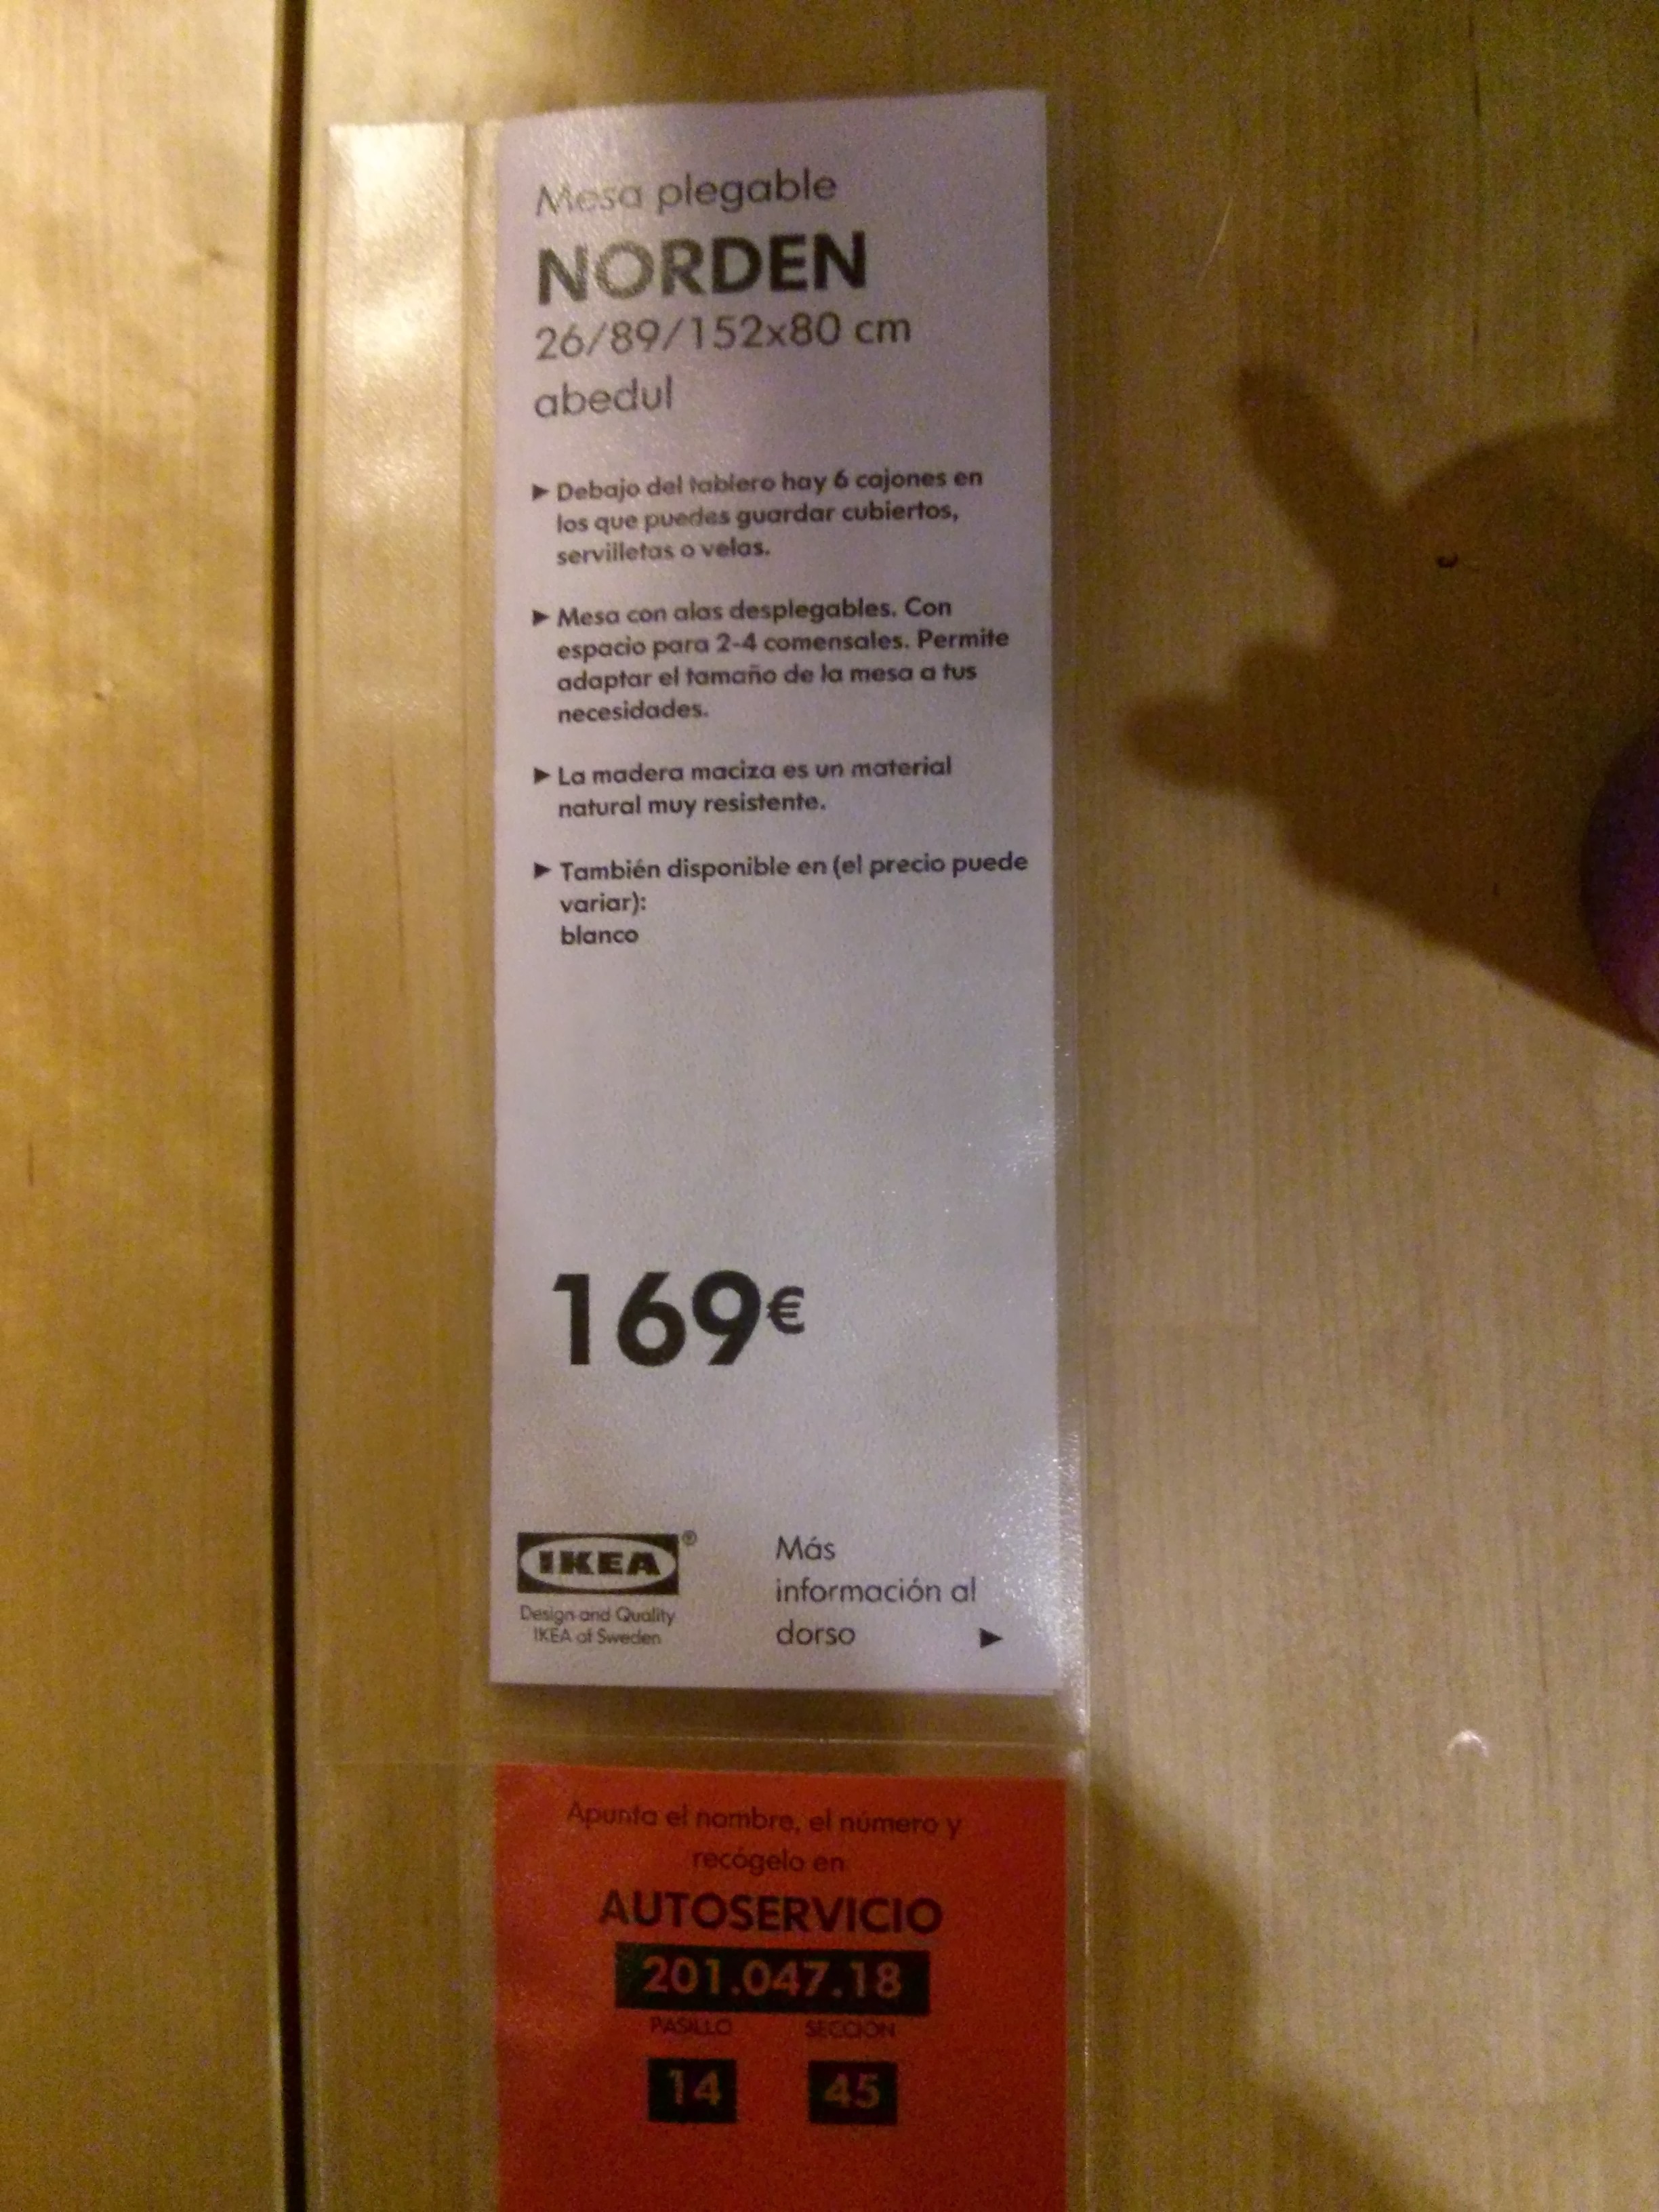 Mesa plegable
NORDEN
26/89/152x80 cm
abedul
► Debajo del tablero hay 6 cajones en
los que puedes guardar cubiertos,
servilletas o velas.
► Mesa con alas desplegables. Con
espacio para 2-4 comensales. Permite
adaptar el tamaño de la mesa a tus
necesidades.
► La madera maciza es un material
natural muy resistente.
► También disponible en (el precio puede
variar):
blanco
169€
IKEA®
Design and Quality
IKEA of Sweden
Más
información al
dorso ►
Apunta el nombre, el número y
recógelo en
AUTOSERVICIO
201.047.18
PASILLO SECCIÓN
14 45